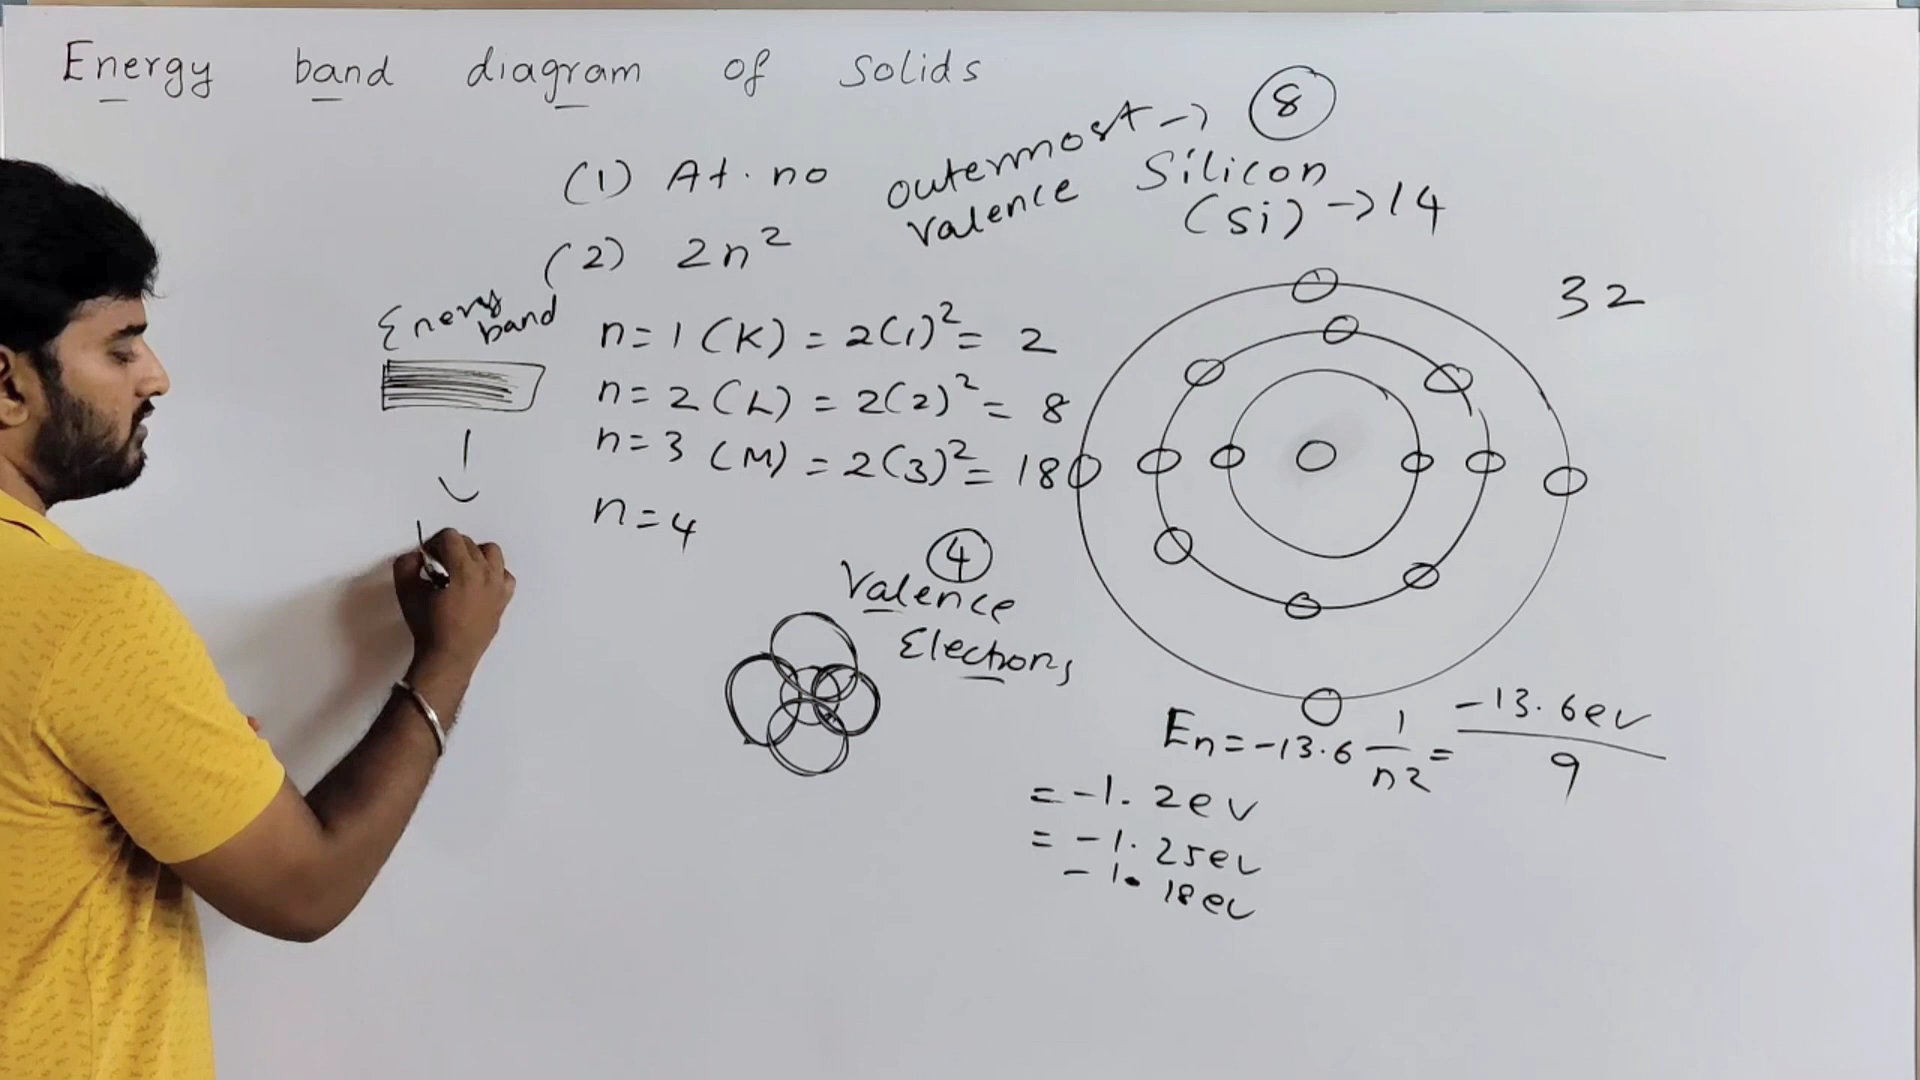 Energy band diagram of solids
(1) At. no
(2) 2n²
outermost → 8
valence
Silicon
(Si) → 14
32
Energy
band
n=1 (K) = 2(1)² = 2
n=2 (L) = 2(2)² = 8
n=3 (M) = 2(3)² = 18
n=4
4
Valence
Electrons
En = -13.6 1/n2 = -13.6ev/9
= -1.2ev
= -1.25ev
-1.18ev